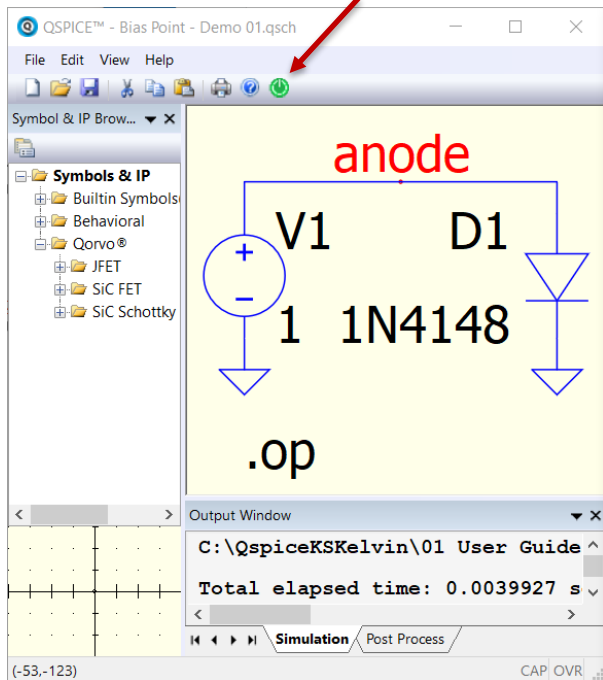 QSPICE™ - Bias Point - Demo 01.qsch
File Edit View Help
Symbol & IP Brow...
Symbols & IP
Builtin Symbols
Behavioral
Qorvo®
JFET
SiC FET
SiC Schottky
anode
V1 D1
1 1N4148
.op
Output Window
C:\QspiceKSKelvin\01 User Guide
Total elapsed time: 0.0039927 s
Simulation Post Process
(-53,-123) CAP OVR